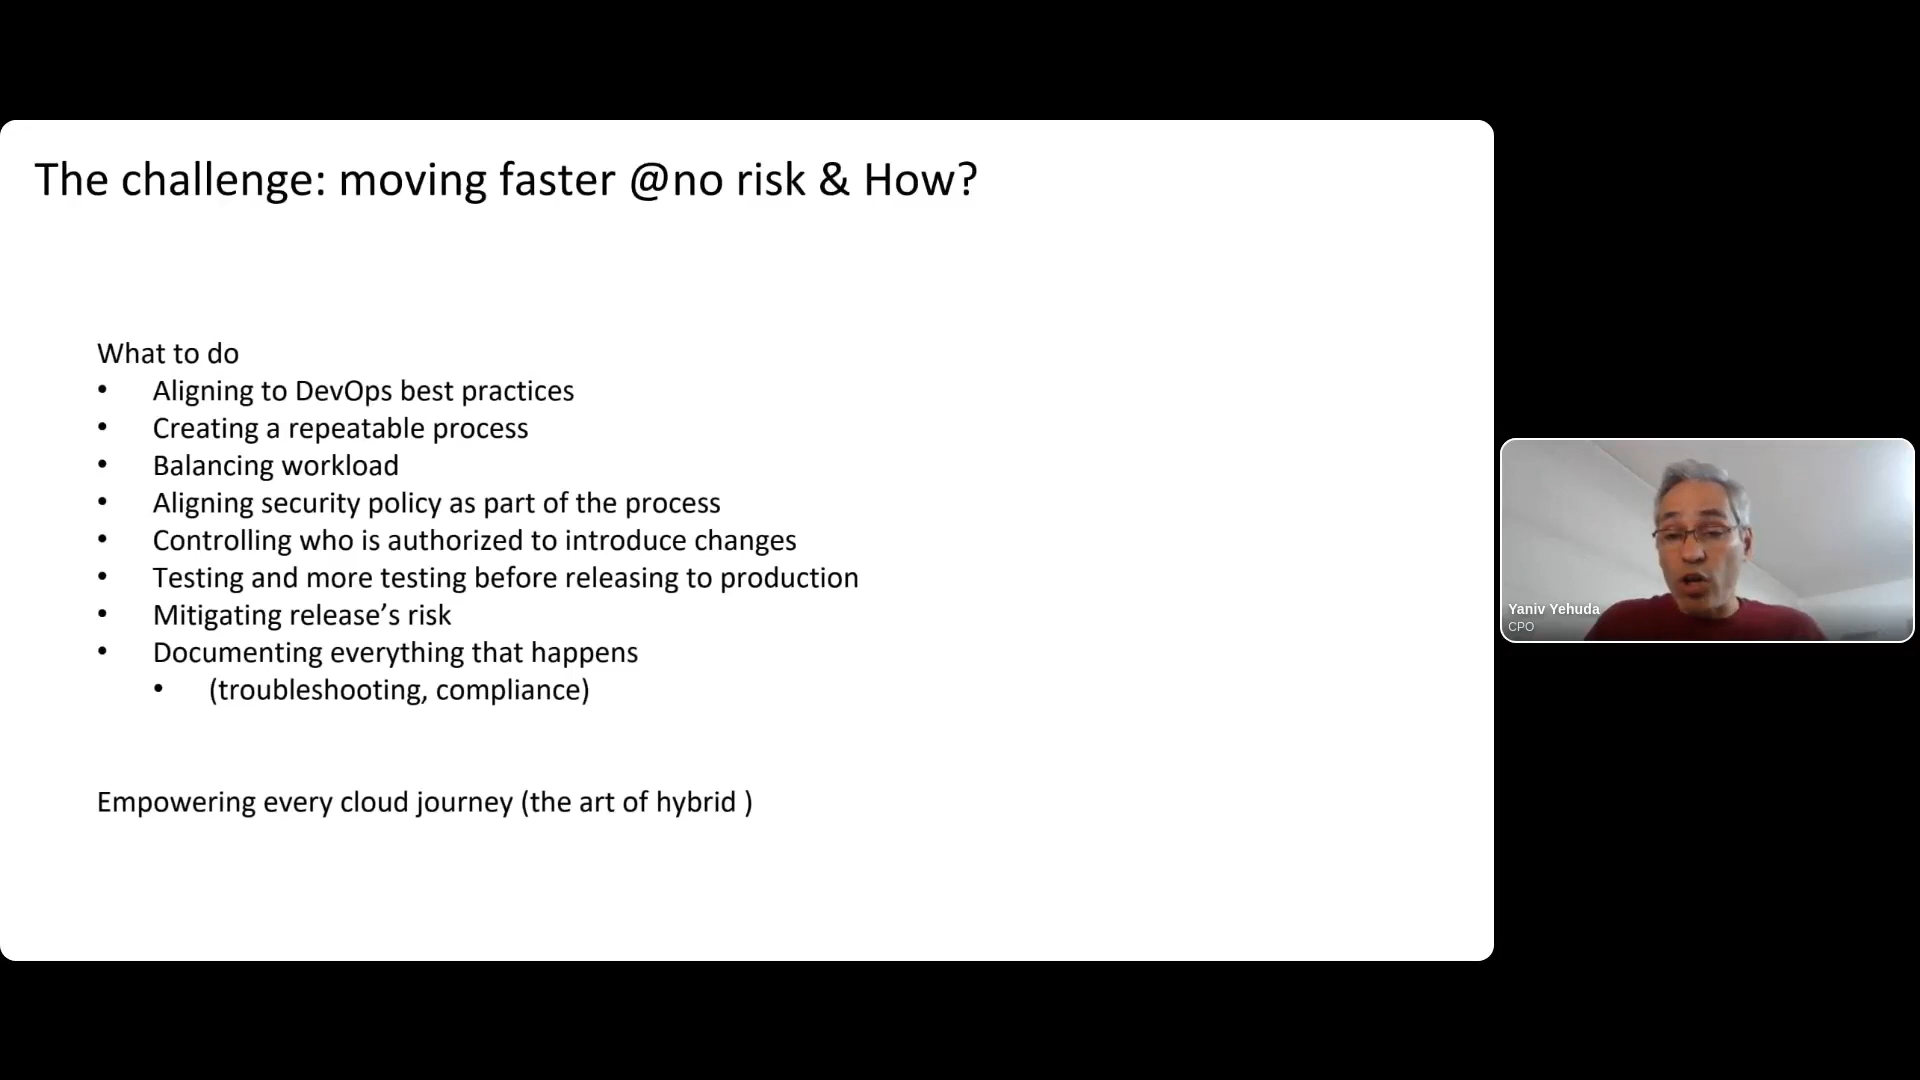 The challenge: moving faster @no risk & How?
What to do
• Aligning to DevOps best practices
• Creating a repeatable process
• Balancing workload
• Aligning security policy as part of the process
• Controlling who is authorized to introduce changes
• Testing and more testing before releasing to production
• Mitigating release’s risk
• Documenting everything that happens
• (troubleshooting, compliance)
Empowering every cloud journey (the art of hybrid )
Yaniv Yehuda
CPO